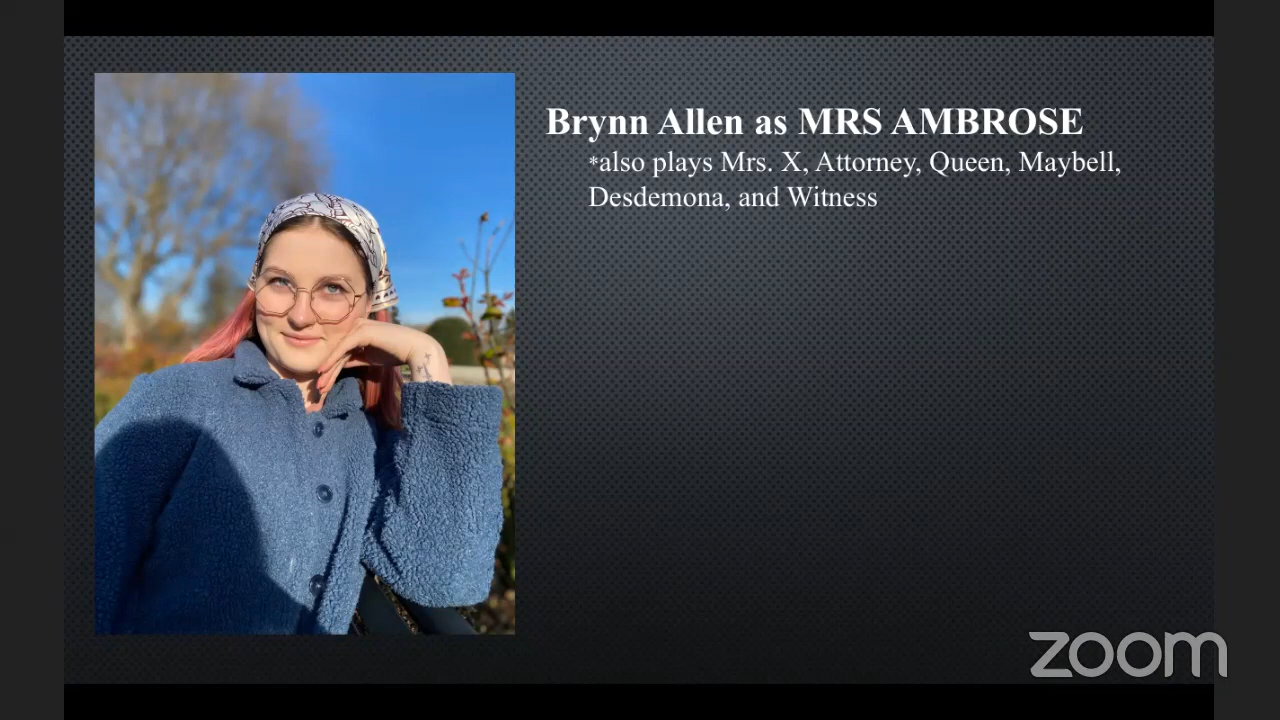 Brynn Allen as MRS AMBROSE
*also plays Mrs. X, Attorney, Queen, Maybell,
Desdemona, and Witness
zoom